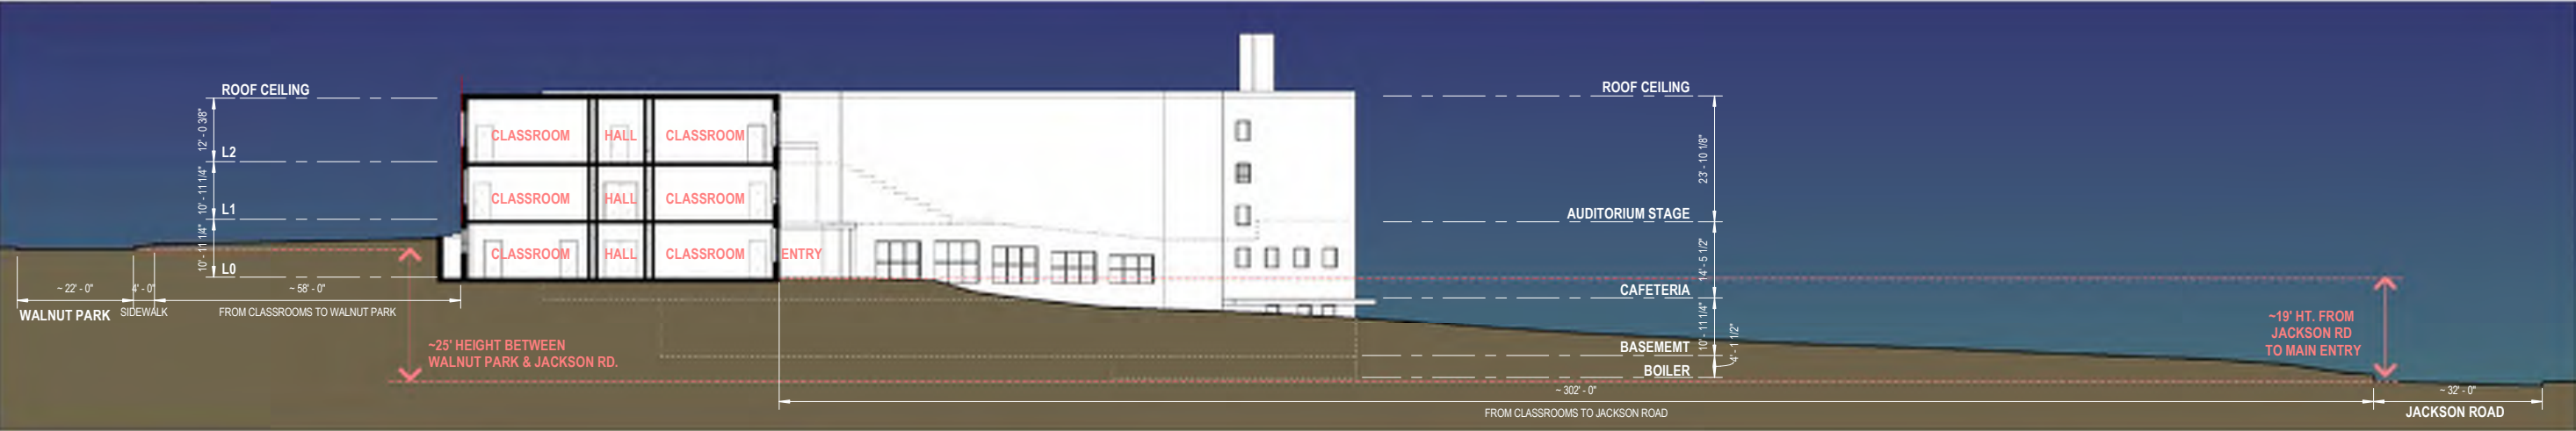 ROOF CEILING
12' - 0 3/8"
L2
10' - 11 1/4"
L1
10' - 11 1/4"
L0
~ 22' - 0"
4' - 0"
~ 58' - 0"
WALNUT PARK
SIDEWALK
FROM CLASSROOMS TO WALNUT PARK
~25' HEIGHT BETWEEN
WALNUT PARK & JACKSON RD.
CLASSROOM HALL CLASSROOM
CLASSROOM HALL CLASSROOM
CLASSROOM HALL CLASSROOM ENTRY
ROOF CEILING
23' - 10 1/8"
AUDITORIUM STAGE
14' - 5 1/2"
CAFETERIA
10' - 11 1/4"
BASEMEMT
4' - 1 1/2"
BOILER
~ 302' - 0"
FROM CLASSROOMS TO JACKSON ROAD
~19' HT. FROM
JACKSON RD
TO MAIN ENTRY
~ 32' - 0"
JACKSON ROAD